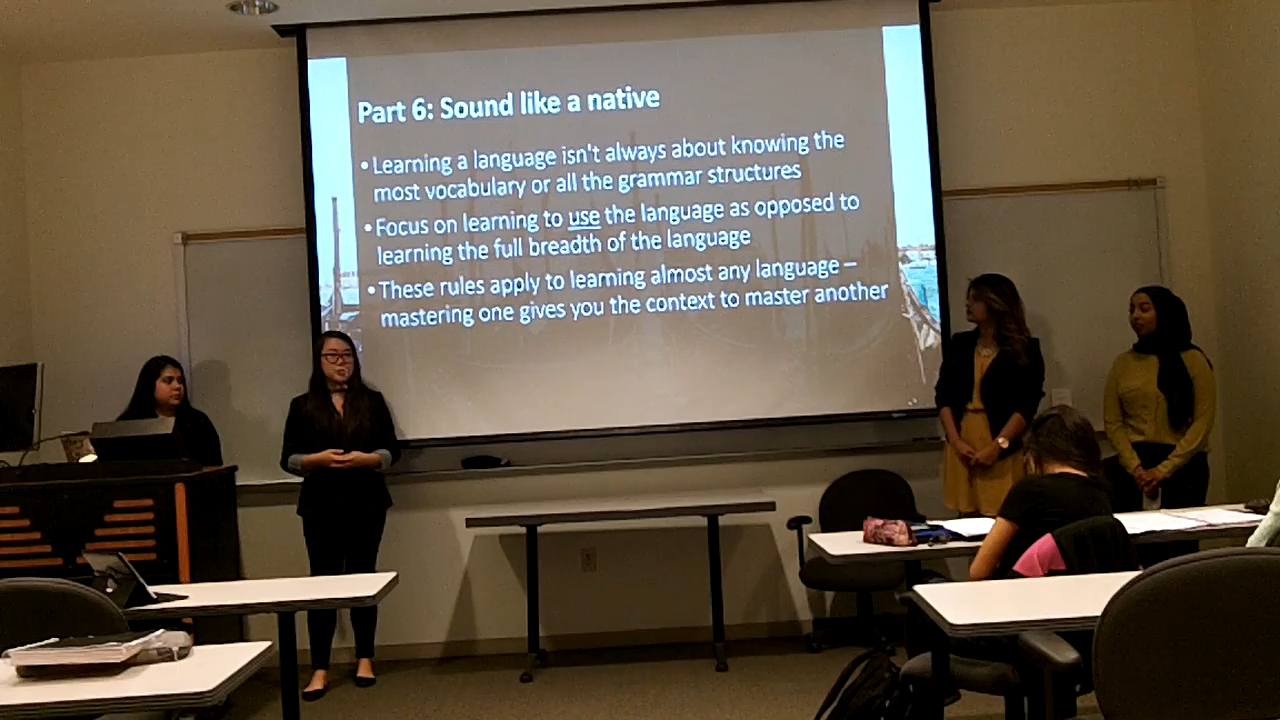 Part 6: Sound like a native
• Learning a language isn't always about knowing the
most vocabulary or all the grammar structures
• Focus on learning to use the language as opposed to
learning the full breadth of the language
• These rules apply to learning almost any language –
mastering one gives you the context to master another